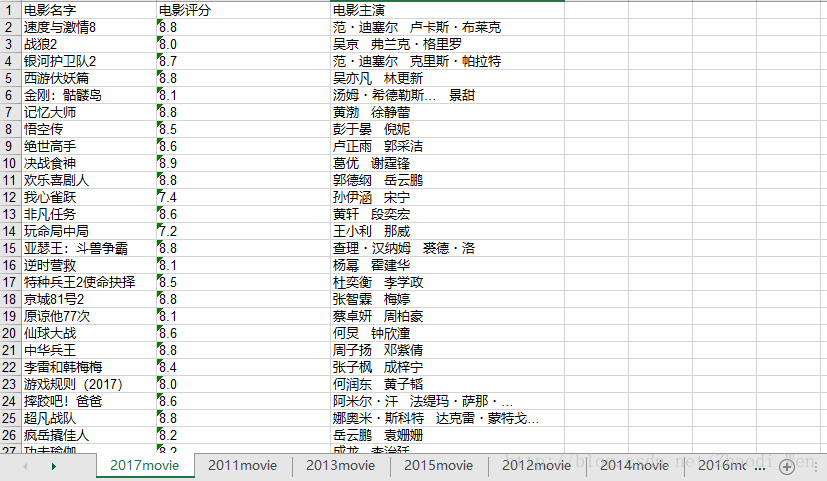 1 电影名字 电影评分 电影主演
2 速度与激情8 8.8 范·迪塞尔 卢卡斯·布莱克
3 战狼2 8.0 吴京 弗兰克·格里罗
4 银河护卫队2 8.7 范·迪塞尔 克里斯·帕拉特
5 西游伏妖篇 8.8 吴亦凡 林更新
6 金刚：骷髅岛 8.1 汤姆·希德勒斯… 景甜
7 记忆大师 8.8 黄渤 徐静蕾
8 悟空传 8.5 彭于晏 倪妮
9 绝世高手 8.6 卢正雨 郭采洁
10 决战食神 8.9 葛优 谢霆锋
11 欢乐喜剧人 8.8 郭德纲 岳云鹏
12 我心雀跃 7.4 孙伊涵 宋宁
13 非凡任务 8.6 黄轩 段奕宏
14 玩命局中局 7.2 王小利 那威
15 亚瑟王：斗兽争霸 8.8 查理·汉纳姆 裘德·洛
16 逆时营救 8.1 杨幂 霍建华
17 特种兵王2使命抉择 8.5 杜奕衡 李学政
18 京城81号2 8.8 张智霖 梅婷
19 原谅他77次 8.1 蔡卓妍 周柏豪
20 仙球大战 8.6 何炅 钟欣潼
21 中华兵王 8.8 周子扬 邓紫倩
22 李雷和韩梅梅 8.4 张子枫 成梓宁
23 游戏规则（2017） 8.0 何润东 黄子韬
24 摔跤吧！爸爸 8.6 阿米尔·汗 法缇玛·萨那·…
25 超凡战队 8.8 娜奥米·斯科特 达克雷·蒙特戈…
26 疯岳撬佳人 8.2 岳云鹏 袁姗姗
27 功夫瑜伽 8.2 成龙 李治廷
2017movie 2011movie 2013movie 2015movie 2012movie 2014movie 2016mc ...